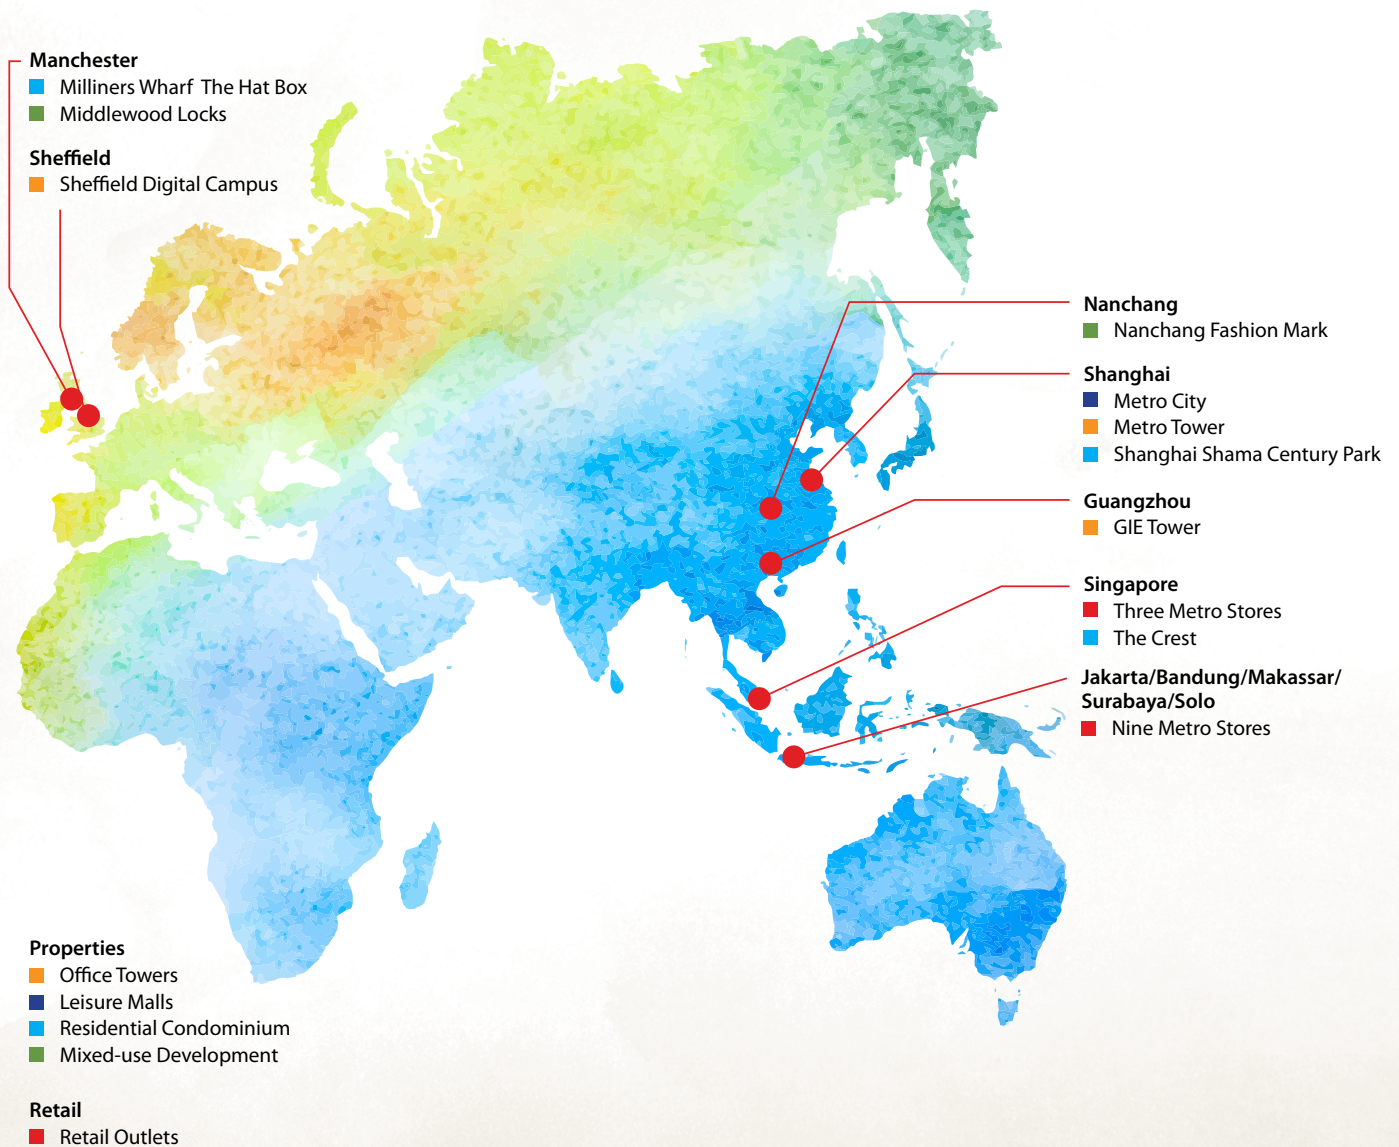 Manchester
Milliners Wharf The Hat Box
Middlewood Locks
Sheffield
Sheffield Digital Campus
Nanchang
Nanchang Fashion Mark
Shanghai
Metro City
Metro Tower
Shanghai Shama Century Park
Guangzhou
GIE Tower
Singapore
Three Metro Stores
The Crest
Jakarta/Bandung/Makassar/
Surabaya/Solo
Nine Metro Stores
Properties
Office Towers
Leisure Malls
Residential Condominium
Mixed-use Development
Retail
Retail Outlets